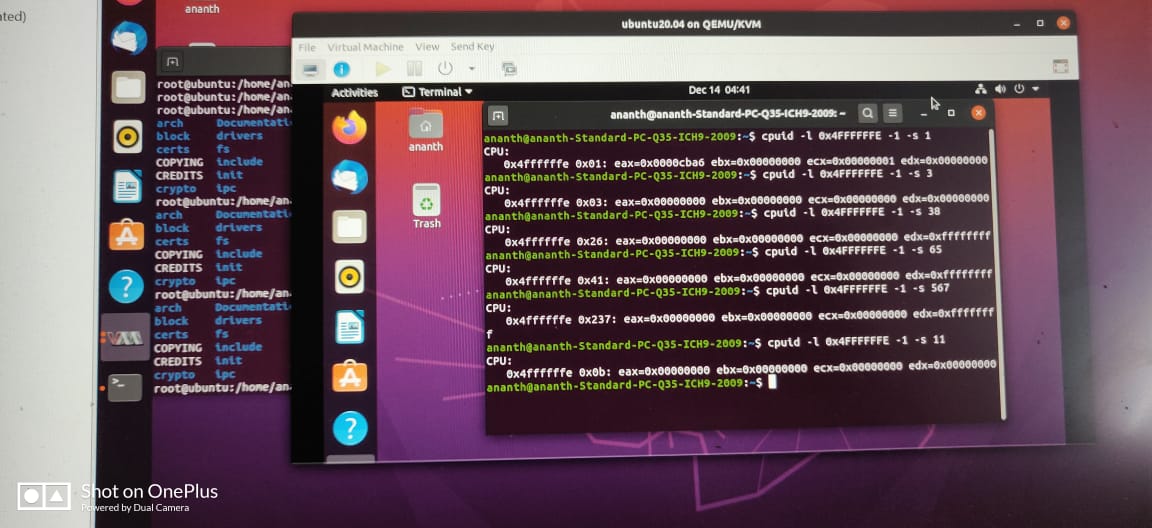 ated)
ananth
ubuntu20.04 on QEMU/KVM
File Virtual Machine View Send Key
root@ubuntu:/home/an
root@ubuntu:/home/an
root@ubuntu:/home/an
arch Documentati
block drivers
certs fs
COPYING include
CREDITS init
crypto ipc
root@ubuntu:/home/an
arch Documentati
block drivers
certs fs
COPYING include
CREDITS init
crypto ipc
root@ubuntu:/home/an
arch Documentati
block drivers
certs fs
COPYING include
CREDITS init
crypto ipc
root@ubuntu:/home/an
Activities Terminal Dec 14 04:41
ananth
Trash
ananth@ananth-Standard-PC-Q35-ICH9-2009: ~
ananth@ananth-Standard-PC-Q35-ICH9-2009:~$ cpuid -l 0x4FFFFFFE -1 -s 1
CPU:
0x4ffffffe 0x01: eax=0x0000cba6 ebx=0x00000000 ecx=0x00000001 edx=0x00000000
ananth@ananth-Standard-PC-Q35-ICH9-2009:~$ cpuid -l 0x4FFFFFFE -1 -s 3
CPU:
0x4ffffffe 0x03: eax=0x00000000 ebx=0x00000000 ecx=0x00000000 edx=0x00000000
ananth@ananth-Standard-PC-Q35-ICH9-2009:~$ cpuid -l 0x4FFFFFFE -1 -s 38
CPU:
0x4ffffffe 0x26: eax=0x00000000 ebx=0x00000000 ecx=0x00000000 edx=0xffffffff
ananth@ananth-Standard-PC-Q35-ICH9-2009:~$ cpuid -l 0x4FFFFFFE -1 -s 65
CPU:
0x4ffffffe 0x41: eax=0x00000000 ebx=0x00000000 ecx=0x00000000 edx=0xffffffff
ananth@ananth-Standard-PC-Q35-ICH9-2009:~$ cpuid -l 0x4FFFFFFE -1 -s 567
CPU:
0x4ffffffe 0x237: eax=0x00000000 ebx=0x00000000 ecx=0x00000000 edx=0xfffffff
f
ananth@ananth-Standard-PC-Q35-ICH9-2009:~$ cpuid -l 0x4FFFFFFE -1 -s 11
CPU:
0x4ffffffe 0x0b: eax=0x00000000 ebx=0x00000000 ecx=0x00000000 edx=0x00000000
ananth@ananth-Standard-PC-Q35-ICH9-2009:~$
Shot on OnePlus
Powered by Dual Camera